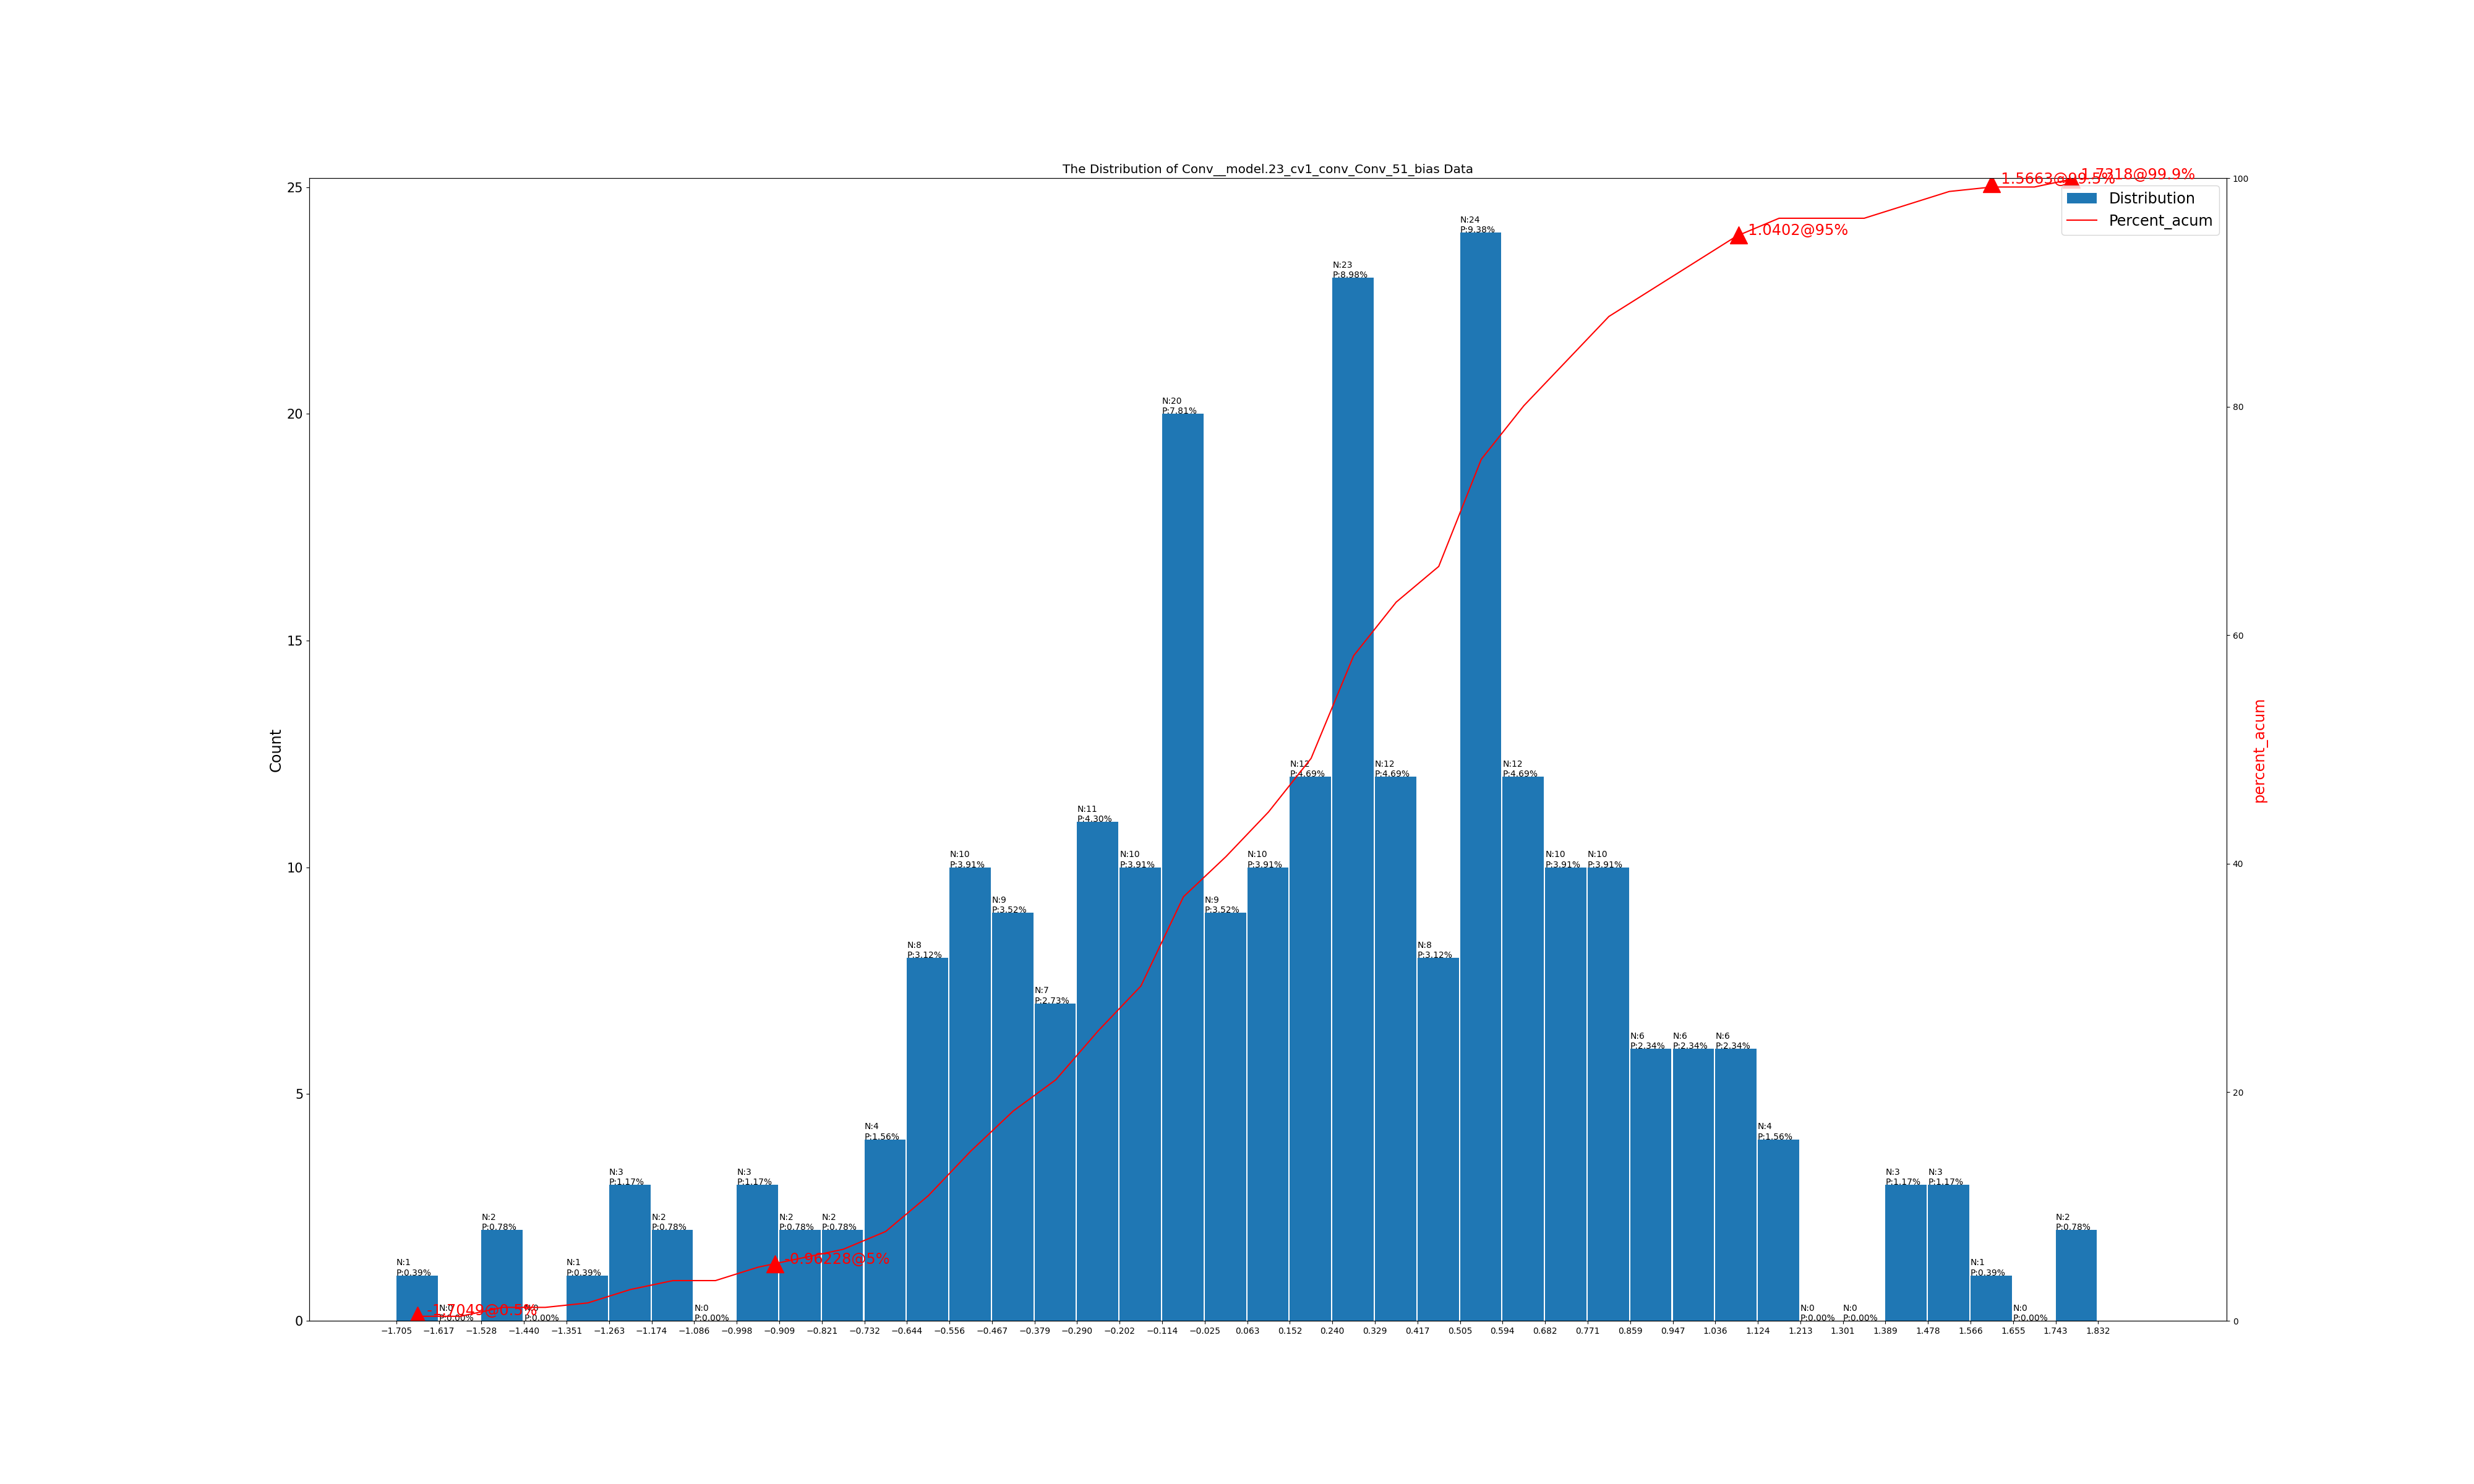 The Distribution of Conv__model.23_cv1_conv_Conv_51_bias Data
1.5663@99.5%
1.7318@99.9%
1.0402@95%
Distribution
Percent_acum
25
20
15
10
5
0
Count
100
80
60
40
20
0
percent_acum
N:1
P:0.39%
N:0
P:0.00%
N:2
P:0.78%
N:0
P:0.00%
N:1
P:0.39%
N:3
P:1.17%
N:2
P:0.78%
N:0
P:0.00%
N:3
P:1.17%
N:2
P:0.78%
N:2
P:0.78%
N:4
P:1.56%
N:8
P:3.12%
N:10
P:3.91%
N:9
P:3.52%
N:7
P:2.73%
N:11
P:4.30%
N:10
P:3.91%
N:20
P:7.81%
N:9
P:3.52%
N:10
P:3.91%
N:12
P:4.69%
N:23
P:8.98%
N:12
P:4.69%
N:8
P:3.12%
N:24
P:9.38%
N:12
P:4.69%
N:10
P:3.91%
N:10
P:3.91%
N:6
P:2.34%
N:6
P:2.34%
N:6
P:2.34%
N:4
P:1.56%
N:0
P:0.00%
N:0
P:0.00%
N:3
P:1.17%
N:3
P:1.17%
N:1
P:0.39%
N:0
P:0.00%
N:2
P:0.78%
-0.96228@5%
-1.7049@0.5%
−1.705 −1.617 −1.528 −1.440 −1.351 −1.263 −1.174 −1.086 −0.998 −0.909 −0.821 −0.732 −0.644 −0.556 −0.467 −0.379 −0.290 −0.202 −0.114 −0.025 0.063 0.152 0.240 0.329 0.417 0.505 0.594 0.682 0.771 0.859 0.947 1.036 1.124 1.213 1.301 1.389 1.478 1.566 1.655 1.743 1.832